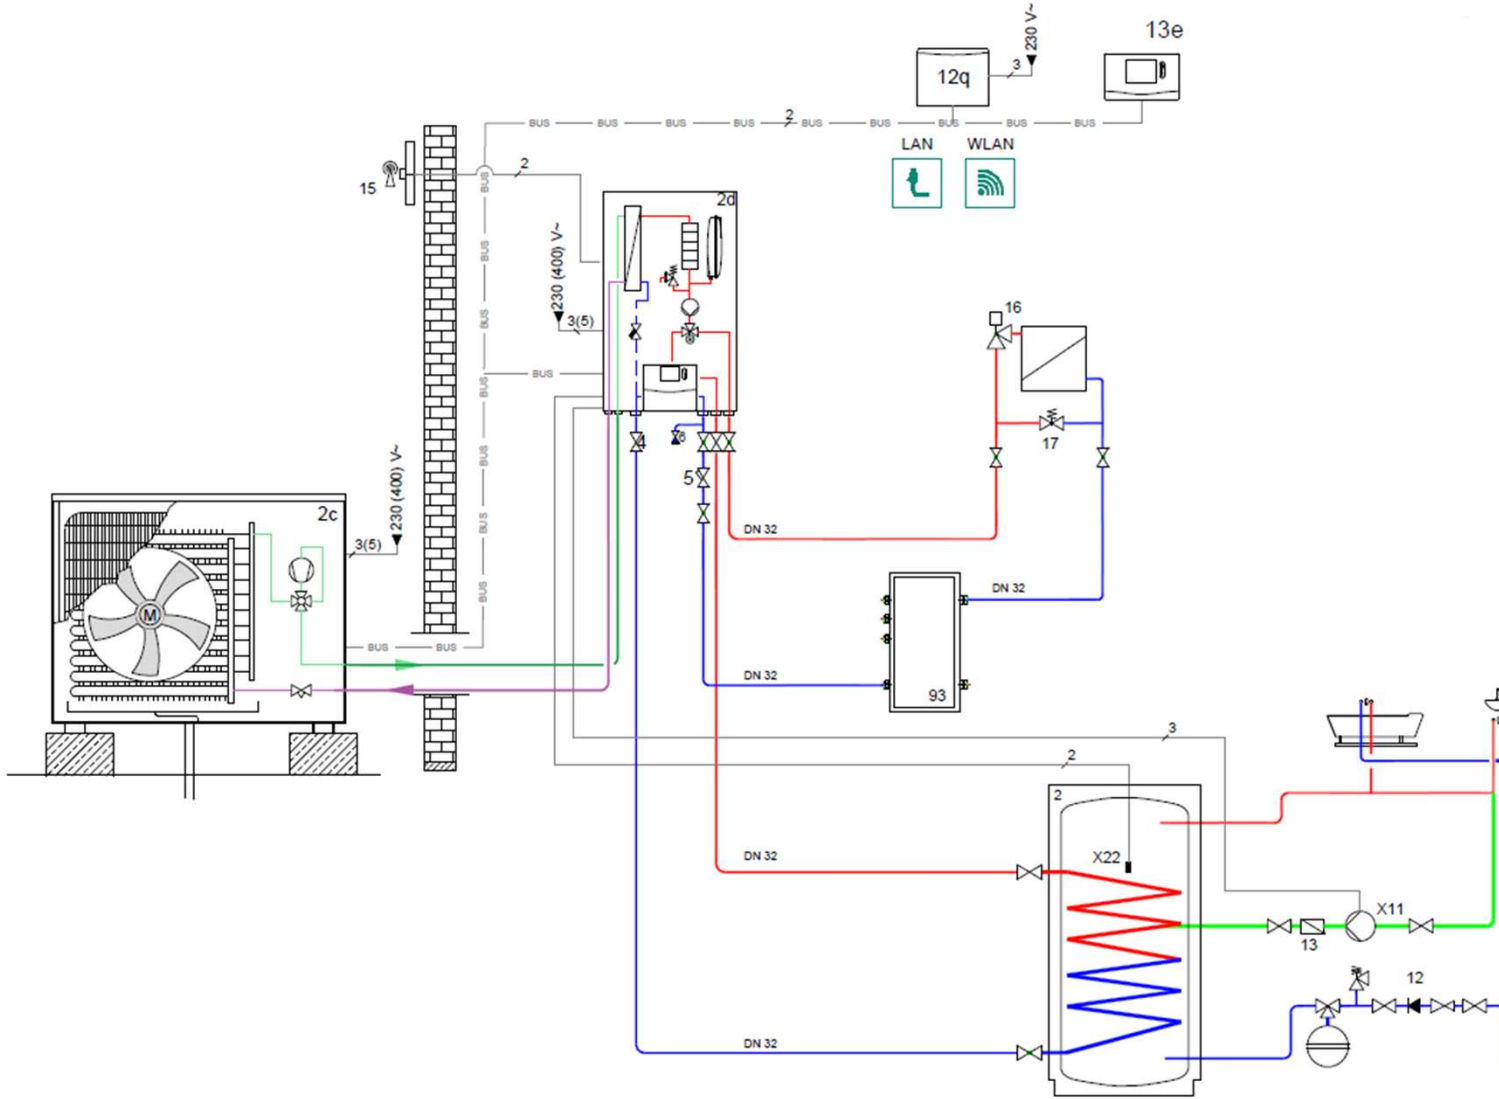 13e
230 V~
3
12q
BUS BUS BUS BUS 2 BUS BUS BUS BUS BUS
LAN WLAN
15
2
BUS
2d
BUS
230 (400) V~
3(5)
BUS
16
BUS
BUS
17
4
6
5
BUS
230 (400) V~
2c
3(5)
BUS
DN 32
M
BUS
DN 32
BUS BUS
DN 32
93
3
2
2
X22
DN 32
X11
13
12
DN 32